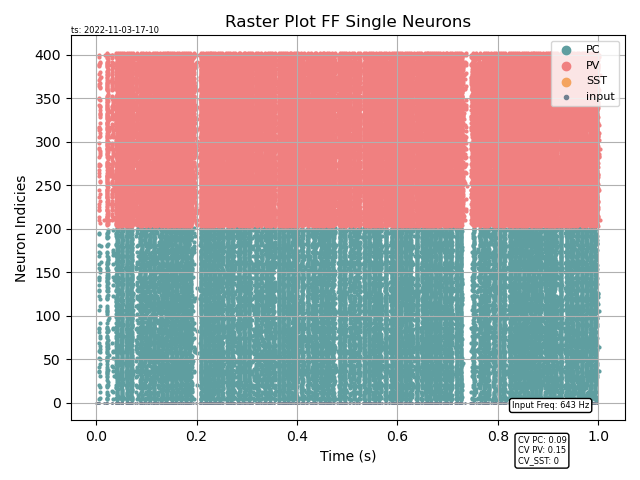 Raster Plot FF Single Neurons
ts: 2022-11-03-17-10
PC
PV
SST
input
Neuron Indicies
400
350
300
250
200
150
100
50
0
Input Freq: 643 Hz
0.0 0.2 0.4 0.6 0.8 1.0
Time (s)
CV PC: 0.09
CV PV: 0.15
CV_SST: 0